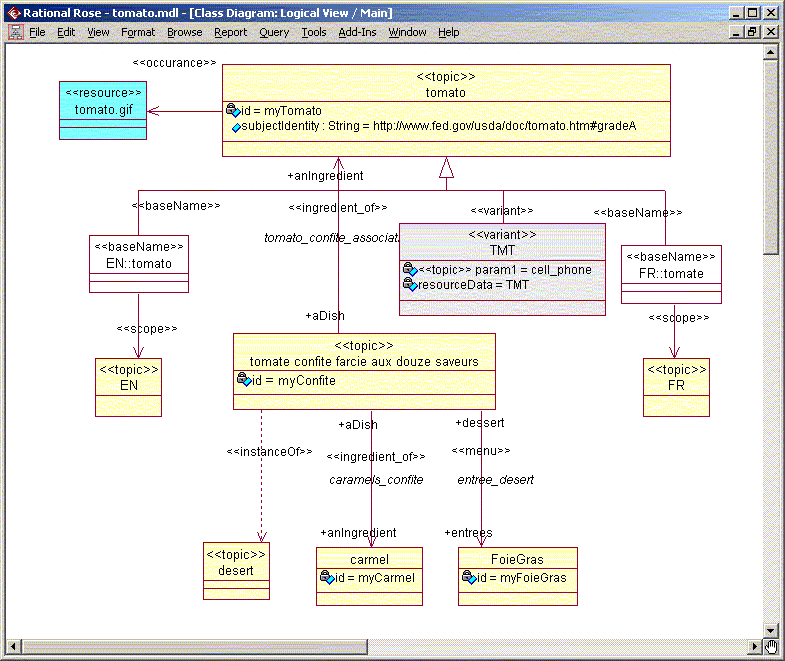 Rational Rose - tomato.mdl - [Class Diagram: Logical View / Main]
File Edit View Format Browse Report Query Tools Add-Ins Window Help
<<occurance>>
<<topic>>
tomato
<<resource>>
tomato.gif
id = myTomato
subjectIdentity : String = http://www.fed.gov/usda/doc/tomato.htm#gradeA
+anIngredient
<<baseName>>
<<ingredient_of>>
<<variant>>
<<baseName>>
tomato_confite_associat
<<baseName>>
EN::tomato
<<variant>>
TMT
<<topic>> param1 = cell_phone
resourceData = TMT
<<baseName>>
FR::tomate
<<scope>>
+aDish
<<scope>>
<<topic>>
EN
<<topic>>
tomate confite farcie aux douze saveurs
id = myConfite
<<topic>>
FR
+aDish
+dessert
<<instanceOf>>
<<ingredient_of>>
<<menu>>
caramels_confite
entree_desert
+anIngredient
+entrees
<<topic>>
desert
carmel
id = myCarmel
FoieGras
id = myFoieGras